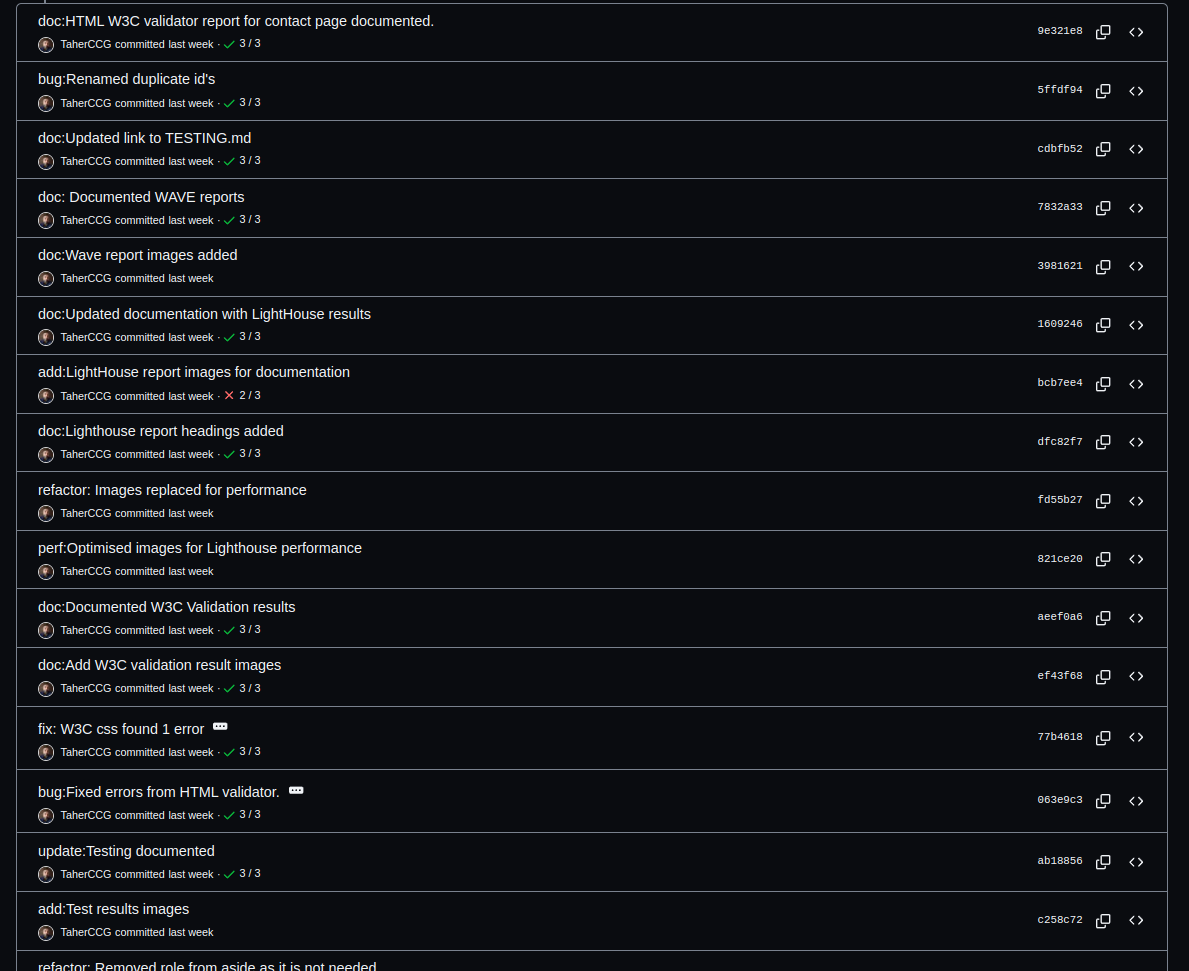 doc:HTML W3C validator report for contact page documented.
TaherCCG committed last week · 3 / 3
9e321e8
bug:Renamed duplicate id's
TaherCCG committed last week · 3 / 3
5ffdf94
doc:Updated link to TESTING.md
TaherCCG committed last week · 3 / 3
cdbfb52
doc: Documented WAVE reports
TaherCCG committed last week · 3 / 3
7832a33
doc:Wave report images added
TaherCCG committed last week
3981621
doc:Updated documentation with LightHouse results
TaherCCG committed last week · 3 / 3
1609246
add:LightHouse report images for documentation
TaherCCG committed last week · 2 / 3
bcb7ee4
doc:Lighthouse report headings added
TaherCCG committed last week · 3 / 3
dfc82f7
refactor: Images replaced for performance
TaherCCG committed last week
fd55b27
perf:Optimised images for Lighthouse performance
TaherCCG committed last week
821ce20
doc:Documented W3C Validation results
TaherCCG committed last week · 3 / 3
aeef0a6
doc:Add W3C validation result images
TaherCCG committed last week · 3 / 3
ef43f68
fix: W3C css found 1 error
TaherCCG committed last week · 3 / 3
77b4618
bug:Fixed errors from HTML validator.
TaherCCG committed last week · 3 / 3
063e9c3
update:Testing documented
TaherCCG committed last week · 3 / 3
ab18856
add:Test results images
TaherCCG committed last week
c258c72
refactor: Removed role from aside as it is not needed